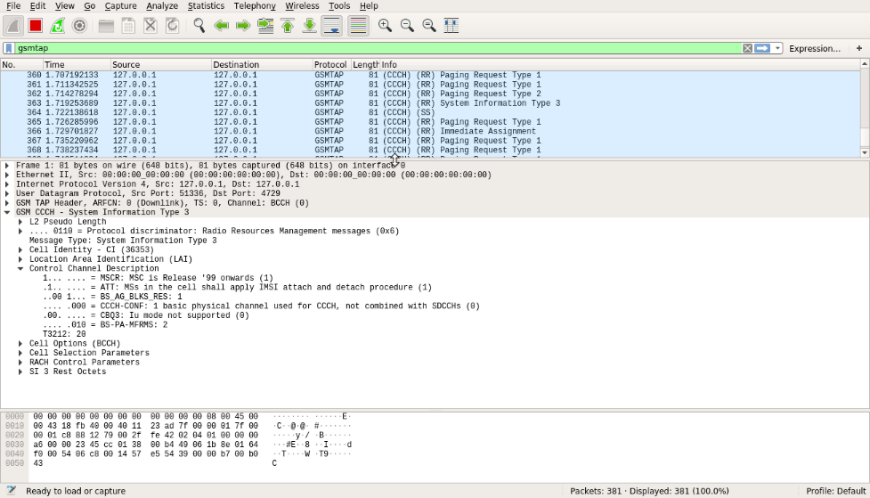 File Edit View Go Capture Analyze Statistics Telephony Wireless Tools Help
gsmtap Expression... +
No. Time Source Destination Protocol Length Info
360 1.707192133 127.0.0.1 127.0.0.1 GSMTAP 81 (CCCH) (RR) Paging Request Type 1
361 1.711342525 127.0.0.1 127.0.0.1 GSMTAP 81 (CCCH) (RR) Paging Request Type 1
362 1.714278294 127.0.0.1 127.0.0.1 GSMTAP 81 (CCCH) (RR) Paging Request Type 2
363 1.719253689 127.0.0.1 127.0.0.1 GSMTAP 81 (CCCH) (RR) System Information Type 3
364 1.722138618 127.0.0.1 127.0.0.1 GSMTAP 81 (CCCH) (SS)
365 1.726285996 127.0.0.1 127.0.0.1 GSMTAP 81 (CCCH) (RR) Paging Request Type 1
366 1.729701827 127.0.0.1 127.0.0.1 GSMTAP 81 (CCCH) (RR) Immediate Assignment
367 1.735220962 127.0.0.1 127.0.0.1 GSMTAP 81 (CCCH) (RR) Paging Request Type 1
368 1.738237434 127.0.0.1 127.0.0.1 GSMTAP 81 (CCCH) (RR) Paging Request Type 1
Frame 1: 81 bytes on wire (648 bits), 81 bytes captured (648 bits) on interface 0
Ethernet II, Src: 00:00:00_00:00:00 (00:00:00:00:00:00), Dst: 00:00:00_00:00:00 (00:00:00:00:00:00)
Internet Protocol Version 4, Src: 127.0.0.1, Dst: 127.0.0.1
User Datagram Protocol, Src Port: 51336, Dst Port: 4729
GSM TAP Header, ARFCN: 0 (Downlink), TS: 0, Channel: BCCH (0)
GSM CCCH - System Information Type 3
L2 Pseudo Length
.... 0110 = Protocol discriminator: Radio Resources Management messages (0x6)
Message Type: System Information Type 3
Cell Identity - CI (36353)
Location Area Identification (LAI)
Control Channel Description
1... .... = MSCR: MSC is Release '99 onwards (1)
.1.. .... = ATT: MSs in the cell shall apply IMSI attach and detach procedure (1)
..00 1... = BS_AG_BLKS_RES: 1
.... .000 = CCCH-CONF: 1 basic physical channel used for CCCH, not combined with SDCCHs (0)
.00. .... = CBQ3: Iu mode not supported (0)
.... .010 = BS-PA-MFRMS: 2
T3212: 20
Cell Options (BCCH)
Cell Selection Parameters
RACH Control Parameters
SI 3 Rest Octets
0000 00 00 00 00 00 00 00 00 00 00 00 00 08 00 45 00 ........ ......E.
0010 00 43 18 fb 40 00 40 11 23 ad 7f 00 00 01 7f 00 .C..@.@. #.......
0020 00 01 c8 88 12 79 00 2f fe 42 02 04 01 00 00 00 .....y./ .B......
0030 a6 00 00 23 45 cc 01 38 00 b4 49 06 1b 8e 01 64 ...#E..8 ..I....d
0040 f0 00 54 06 c8 00 14 57 e5 54 39 00 00 b7 00 b0 ..T....W .T9.....
0050 43 C
Ready to load or capture Packets: 381 · Displayed: 381 (100.0%) Profile: Default